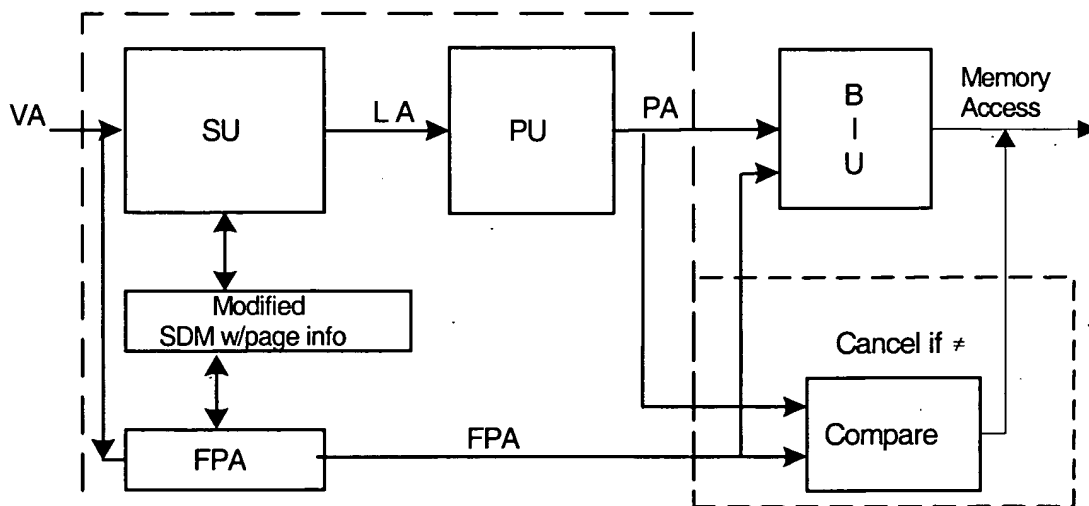 VA
SU
L A
PU
PA
B
I
U
Memory
Access
Modified
SDM w/page info
Cancel if ≠
FPA
FPA
Compare